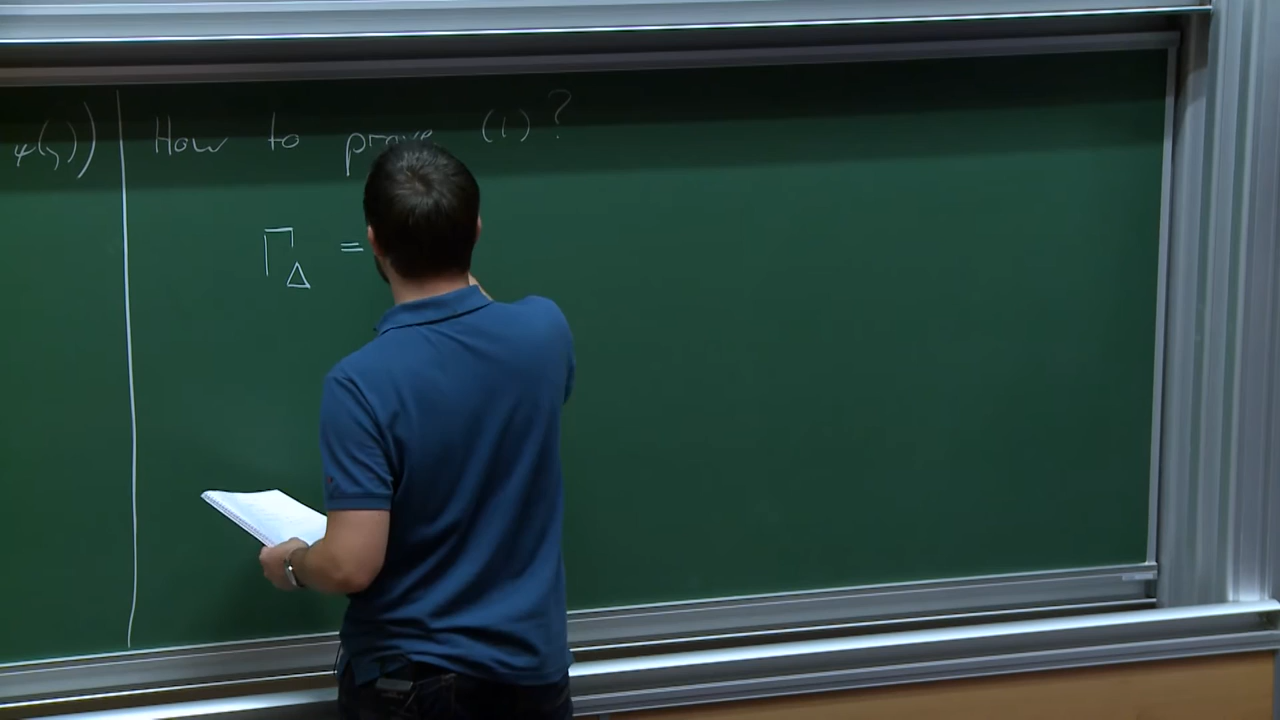 φ(y)) How to prove (1) ?
Γ_Δ =